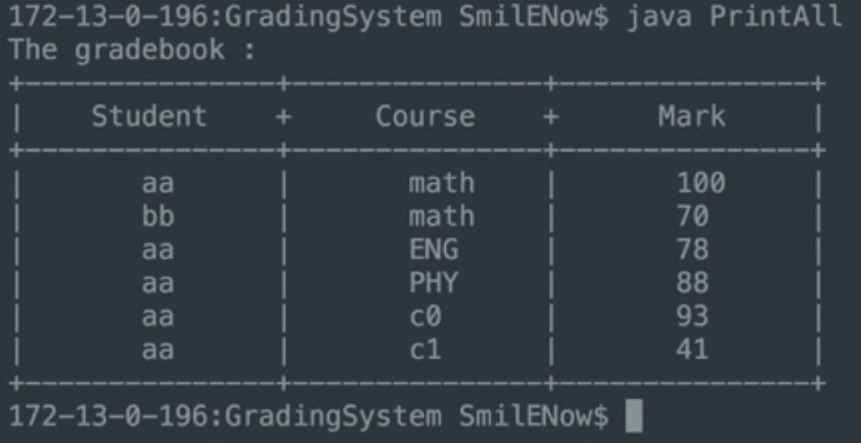 172-13-0-196:GradingSystem SmilENow$ java PrintAll
The gradebook :
+----------------+----------------+----------------+
|     Student    +     Course    +      Mark     |
+----------------+----------------+----------------+
|       aa       |       math     |       100     |
|       bb       |       math     |       70      |
|       aa       |       ENG      |       78      |
|       aa       |       PHY      |       88      |
|       aa       |       c0       |       93      |
|       aa       |       c1       |       41      |
+----------------+----------------+----------------+
172-13-0-196:GradingSystem SmilENow$